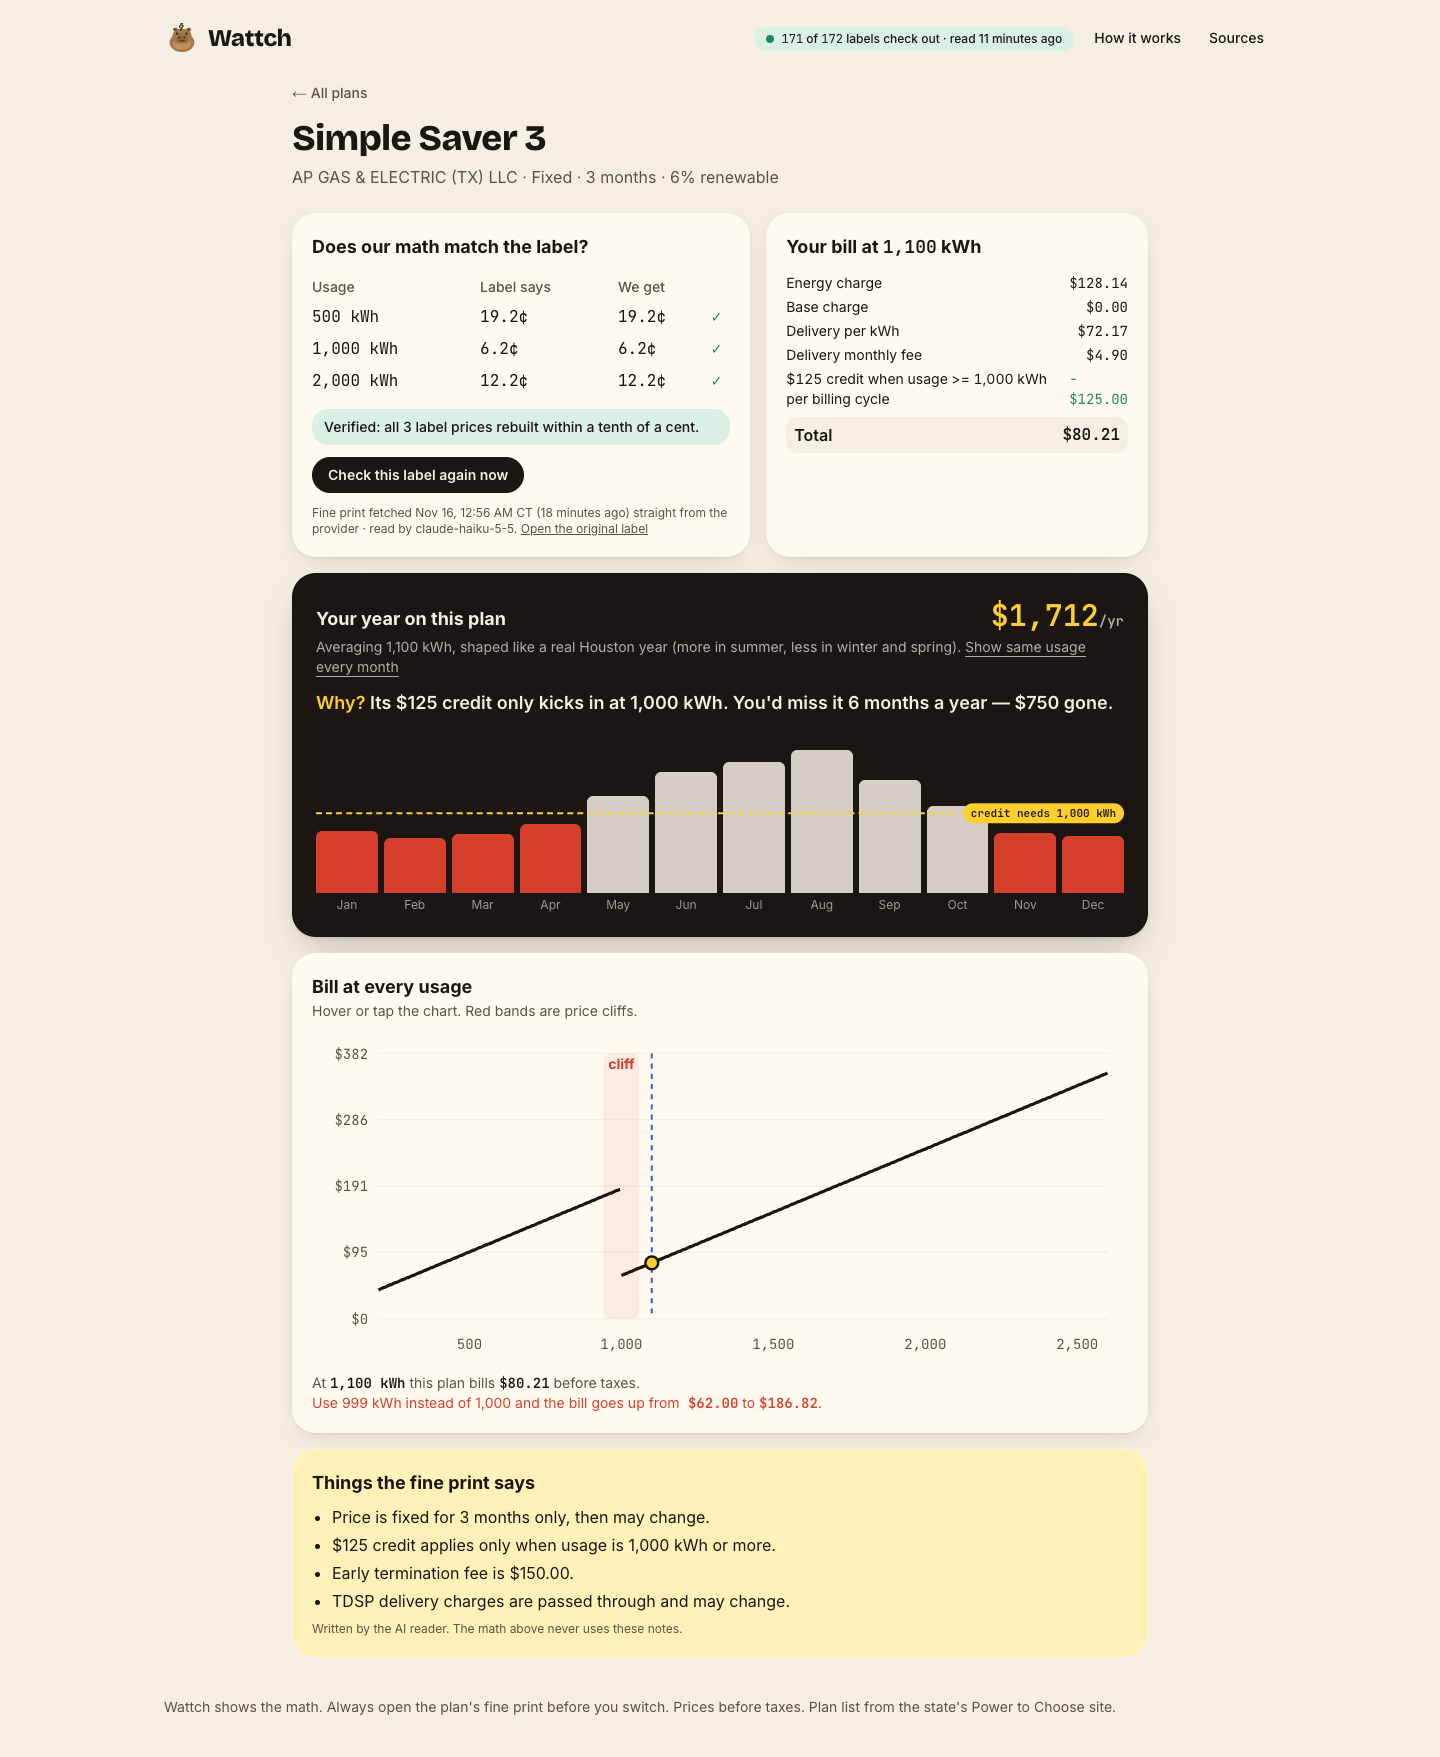 Wattch
171 of 172 labels check out · read 11 minutes ago
How it works
Sources
← All plans
Simple Saver 3
AP GAS & ELECTRIC (TX) LLC · Fixed · 3 months · 6% renewable
Does our math match the label?
Usage Label says We get
500 kWh 19.2¢ 19.2¢ ✓
1,000 kWh 6.2¢ 6.2¢ ✓
2,000 kWh 12.2¢ 12.2¢ ✓
Verified: all 3 label prices rebuilt within a tenth of a cent.
Check this label again now
Fine print fetched Nov 16, 12:56 AM CT (18 minutes ago) straight from the
provider · read by claude-haiku-5-5. Open the original label
Your bill at 1,100 kWh
Energy charge $128.14
Base charge $0.00
Delivery per kWh $72.17
Delivery monthly fee $4.90
$125 credit when usage >= 1,000 kWh -
per billing cycle $125.00
Total $80.21
Your year on this plan
$1,712/yr
Averaging 1,100 kWh, shaped like a real Houston year (more in summer, less in winter and spring). Show same usage
every month
Why? Its $125 credit only kicks in at 1,000 kWh. You'd miss it 6 months a year — $750 gone.
credit needs 1,000 kWh
Jan Feb Mar Apr May Jun Jul Aug Sep Oct Nov Dec
Bill at every usage
Hover or tap the chart. Red bands are price cliffs.
$382
cliff
$286
$191
$95
$0
500 1,000 1,500 2,000 2,500
At 1,100 kWh this plan bills $80.21 before taxes.
Use 999 kWh instead of 1,000 and the bill goes up from $62.00 to $186.82.
Things the fine print says
• Price is fixed for 3 months only, then may change.
• $125 credit applies only when usage is 1,000 kWh or more.
• Early termination fee is $150.00.
• TDSP delivery charges are passed through and may change.
Written by the AI reader. The math above never uses these notes.
Wattch shows the math. Always open the plan's fine print before you switch. Prices before taxes. Plan list from the state's Power to Choose site.